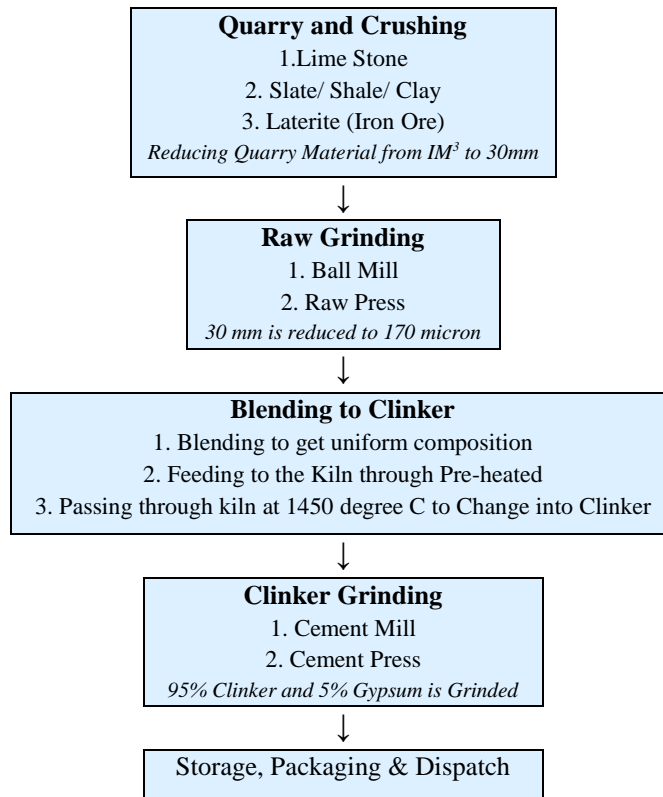 Quarry and Crushing
1.Lime Stone
2. Slate/ Shale/ Clay
3. Laterite (Iron Ore)
Reducing Quarry Material from IM³ to 30mm
↓
Raw Grinding
1. Ball Mill
2. Raw Press
30 mm is reduced to 170 micron
↓
Blending to Clinker
1. Blending to get uniform composition
2. Feeding to the Kiln through Pre-heated
3. Passing through kiln at 1450 degree C to Change into Clinker
↓
Clinker Grinding
1. Cement Mill
2. Cement Press
95% Clinker and 5% Gypsum is Grinded
↓
Storage, Packaging & Dispatch